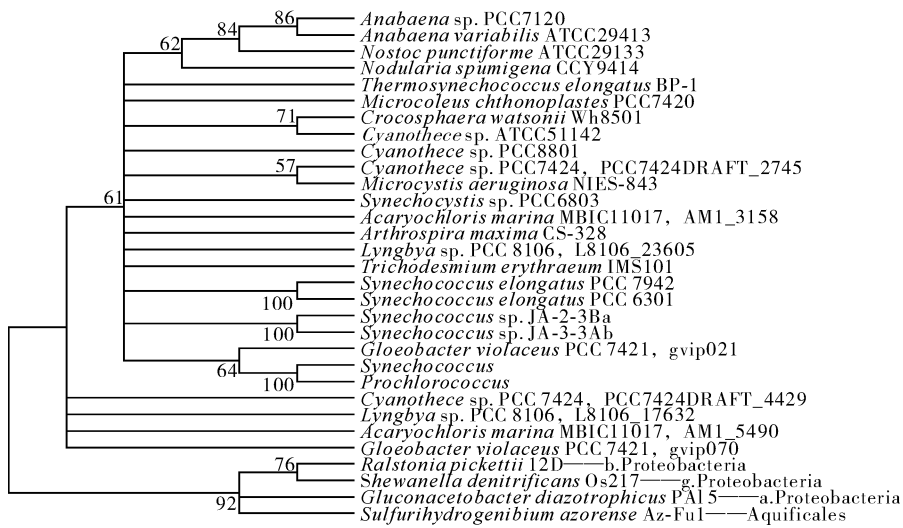 86 Anabaena sp. PCC7120
84 Anabaena variabilis ATCC29413
62 Nostoc punctiforme ATCC29133
Nodularia spumigena CCY9414
Thermosynechococcus elongatus BP-1
Microcoleus chthonoplastes PCC7420
71 Crocosphaera watsonii Wh8501
Cyanothece sp. ATCC51142
Cyanothece sp. PCC8801
57 Cyanothece sp. PCC7424, PCC7424DRAFT_2745
Microcystis aeruginosa NIES-843
61 Synechocystis sp. PCC6803
Acaryochloris marina MBIC11017, AM1_3158
Arthrospira maxima CS-328
Lyngbya sp. PCC 8106, L8106_23605
Trichodesmium erythraeum IMS101
Synechococcus elongatus PCC 7942
100 Synechococcus elongatus PCC 6301
Synechococcus sp. JA-2-3Ba
100 Synechococcus sp. JA-3-3Ab
Gloeobacter violaceus PCC 7421, gvip021
64 Synechococcus
100 Prochlorococcus
Cyanothece sp. PCC 7424, PCC7424DRAFT_4429
Lyngbya sp. PCC 8106, L8106_17632
Acaryochloris marina MBIC11017, AM1_5490
Gloeobacter violaceus PCC 7421, gvip070
76 Ralstonia pickettii 12D——b.Proteobacteria
Shewanella denitrificans Os217——g.Proteobacteria
92 Gluconacetobacter diazotrophicus PAl 5——a.Proteobacteria
Sulfurihydrogenibium azorense Az-Fu1——Aquificales